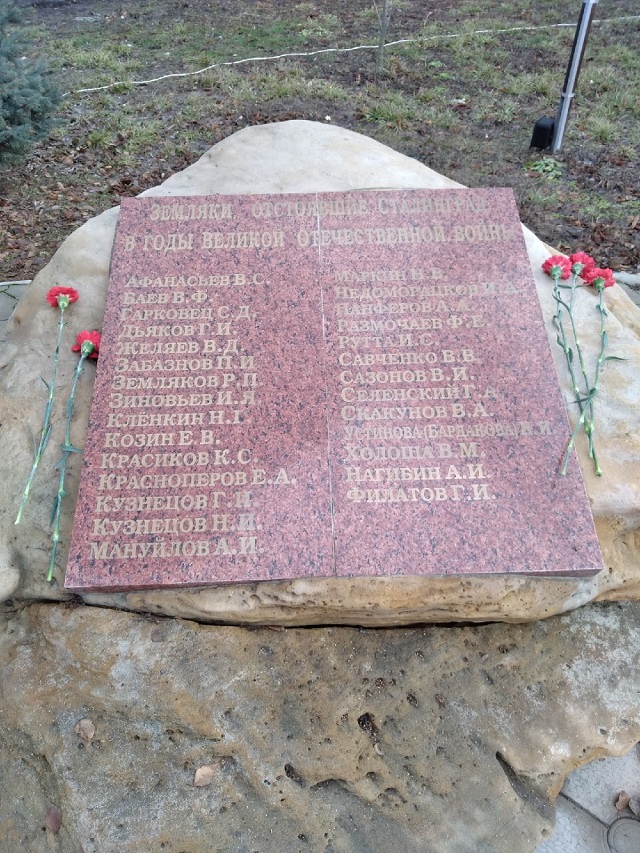 ЗЕМЛЯКИ, ОТСТОЯВШИЕ СТАЛИНГРАД
В ГОДЫ ВЕЛИКОЙ ОТЕЧЕСТВЕННОЙ ВОЙНЫ
АФАНАСЬЕВ В.С.
БАЕВ В.Ф.
ГАРКОВЕЦ С.Д.
ДЬЯКОВ Г.И.
ЖЕЛЯЕВ В.Д.
ЗАБАЗНОВ П.И
ЗЕМЛЯКОВ Р.П.
ЗИНОВЬЕВ И.Я
КЛЁНКИН Н.Г
КОЗИН Е.В.
КРАСИКОВ К.С.
КРАСНОПЕРОВ Е.А.
КУЗНЕЦОВ Г.И.
КУЗНЕЦОВ Н.И.
МАНУЙЛОВ А.И.
МАРКИН Н.В.
НЕДОМОРАЦКОВ И.
ПАНФЕРОВ А.А.
РАЗМОЧАЕВ Ф.Е.
РУТТА И.С.
САВЧЕНКО В.В.
САЗОНОВ В.И.
СЕЛЕНСКИЙ Г.А
СКАКУНОВ В.А.
УСТИНОВА (БАРДАКОВА) И.И
ХОЛОША В.М.
НАГИБИН А.И.
ФИЛАТОВ Г.И.